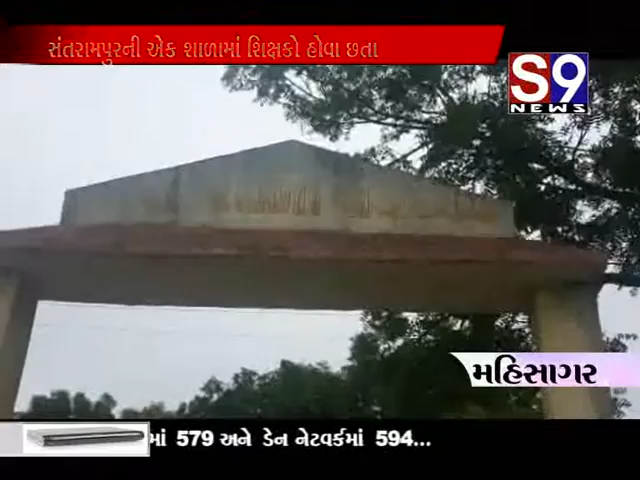 સંતરામપુરની એક શાળામાં શિક્ષકો હોવા છતા
S9
NEWS
મહિસાગર
માં 579 અને ડેન નેટવર્કમાં 594...